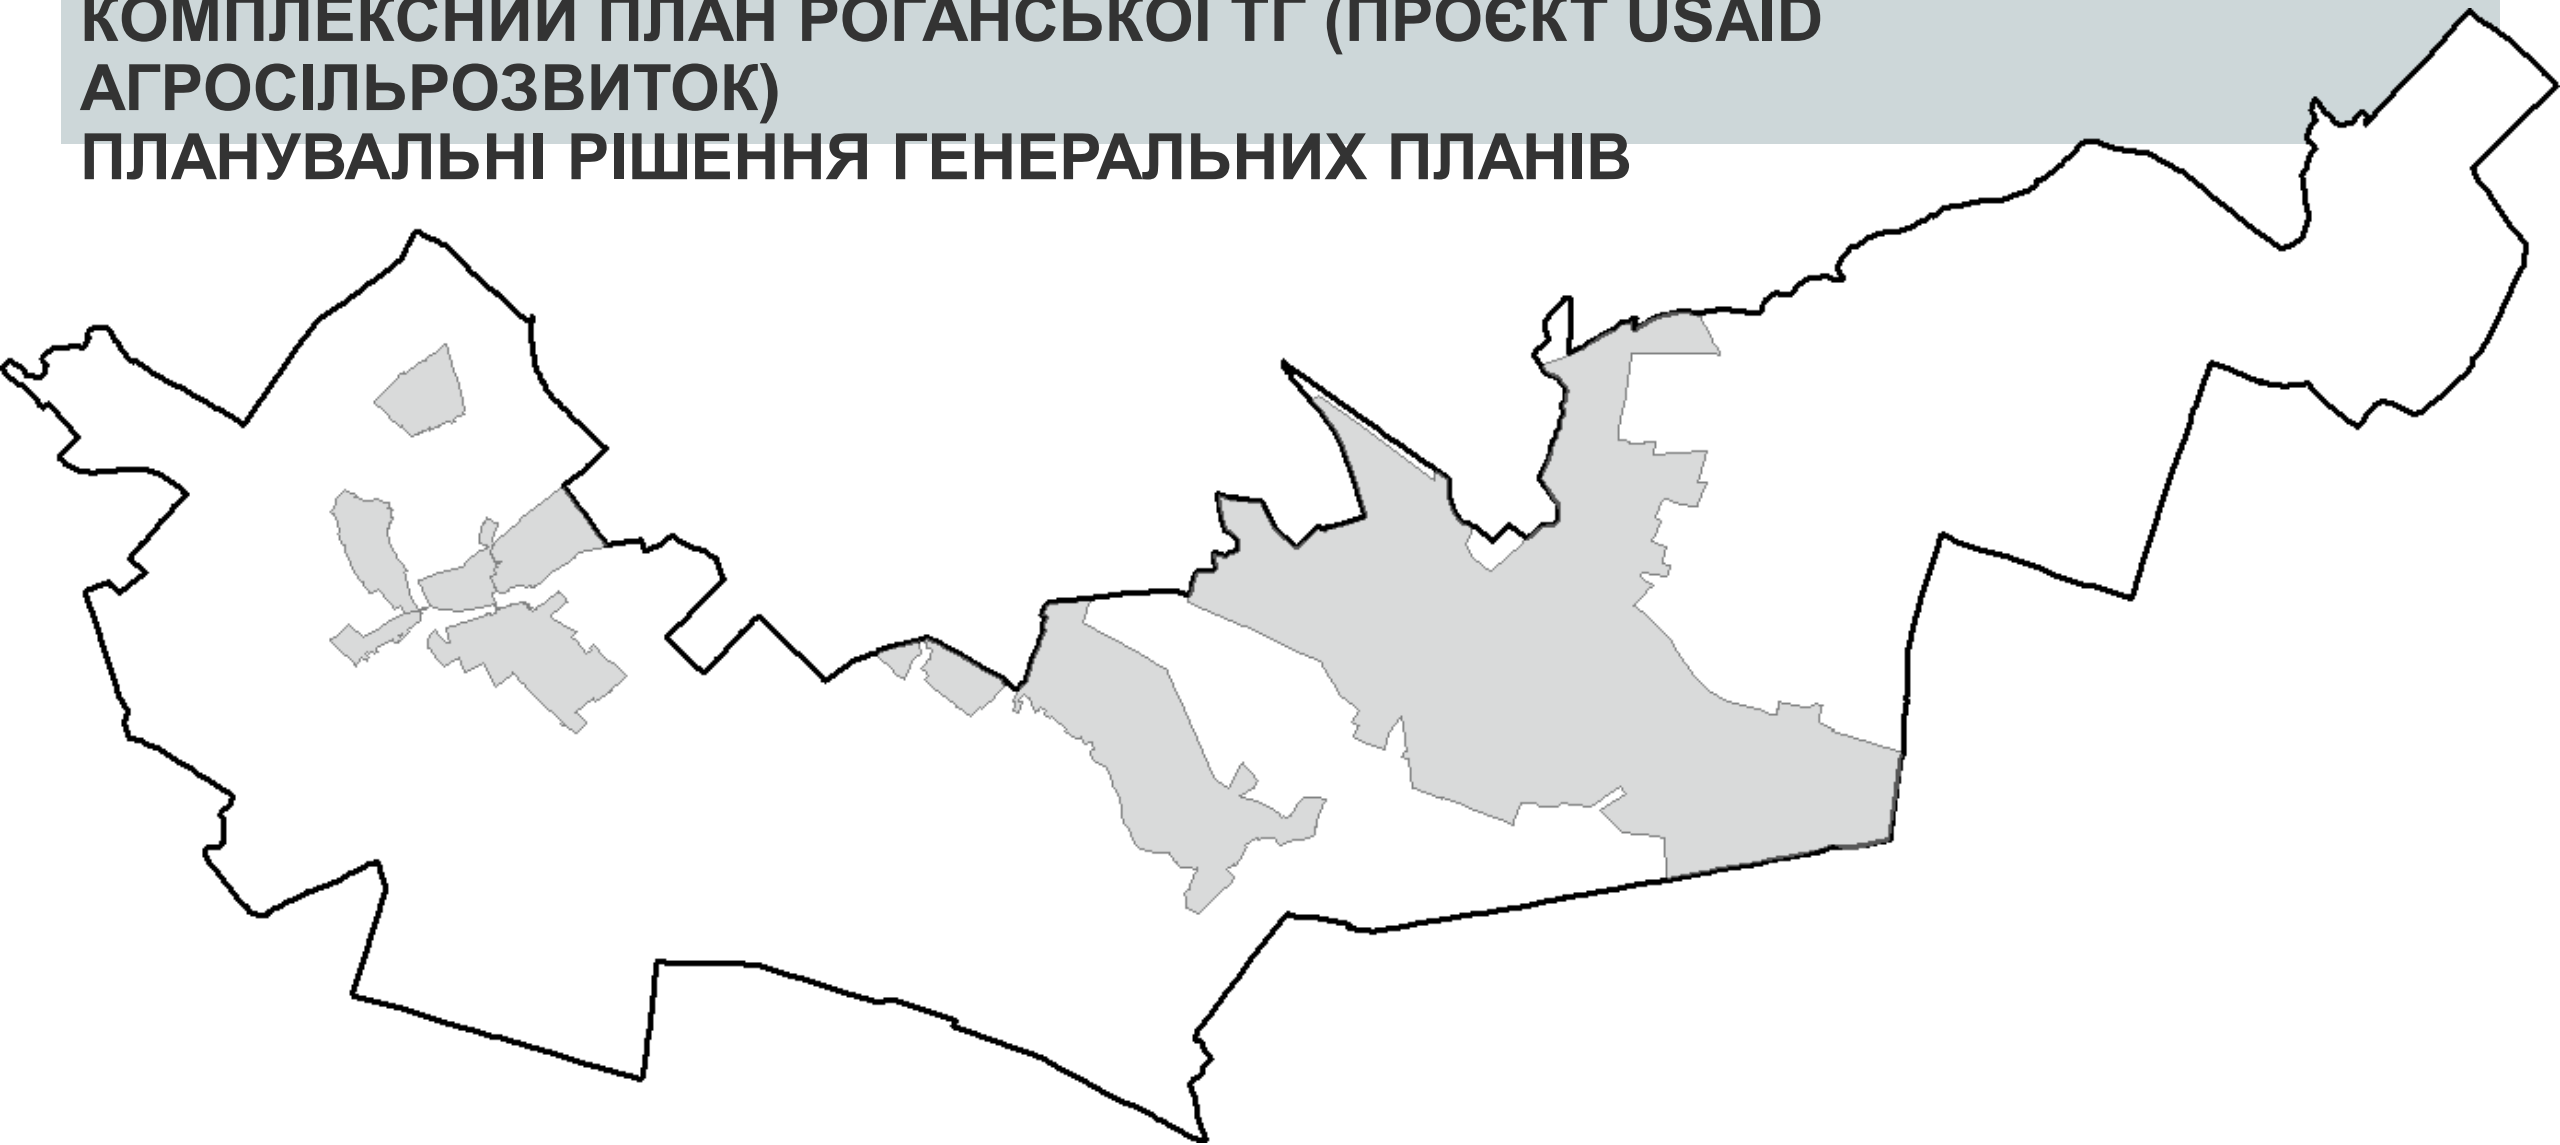 КОМПЛЕКСНИЙ ПЛАН РОГАНСЬКОЇ ТГ (ПРОЄКТ USAID
АГРОСІЛЬРОЗВИТОК)
ПЛАНУВАЛЬНІ РІШЕННЯ ГЕНЕРАЛЬНИХ ПЛАНІВ